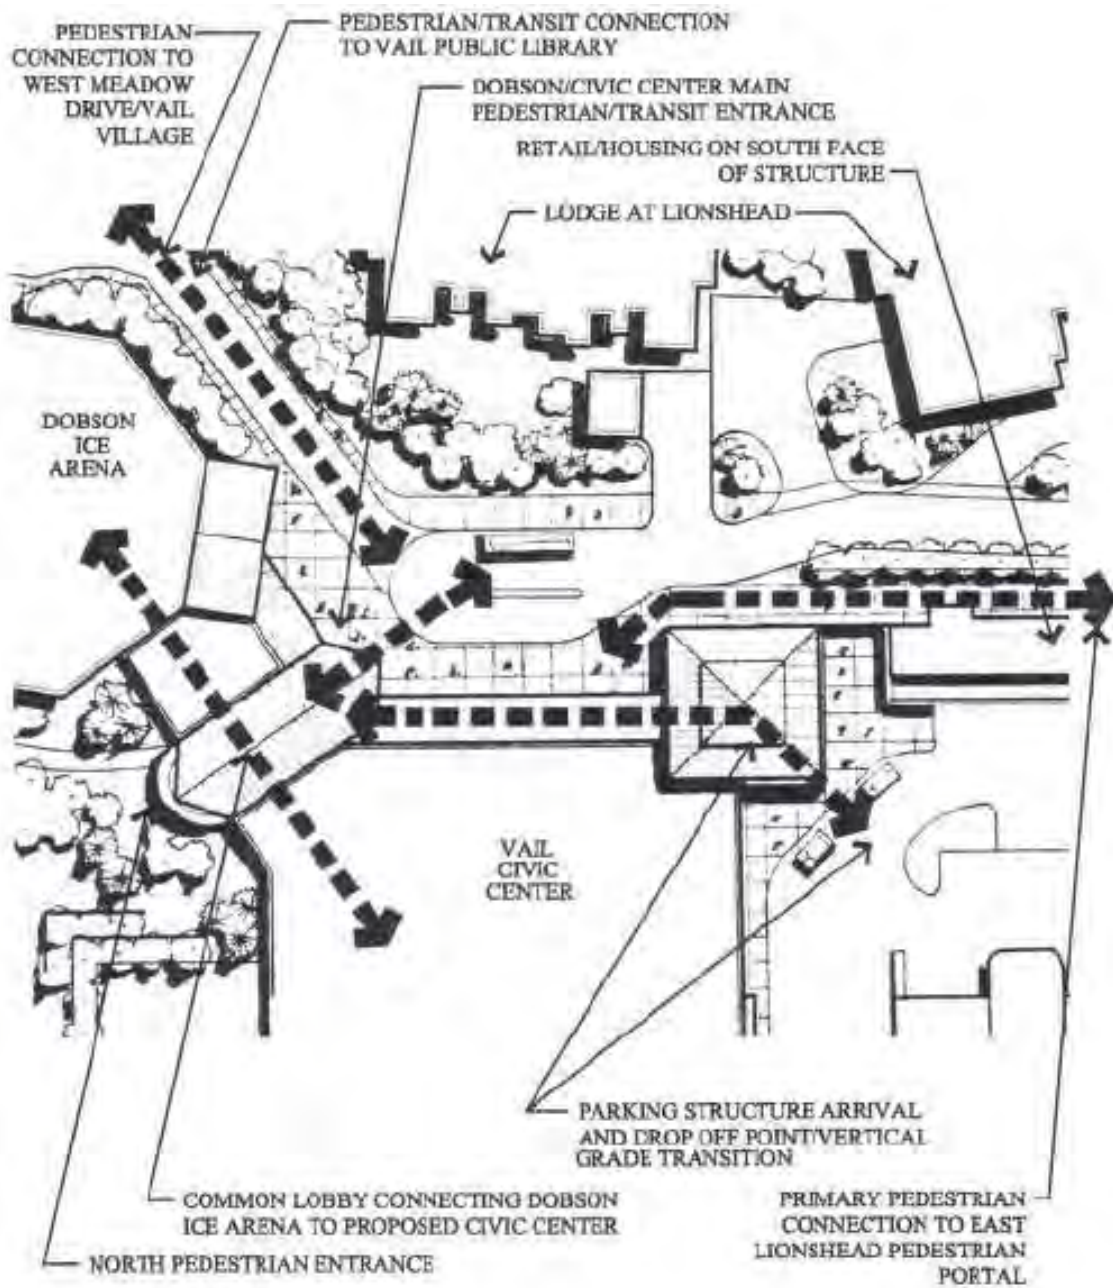 PEDESTRIAN
CONNECTION TO
WEST MEADOW
DRIVE/VAIL
VILLAGE
PEDESTRIAN/TRANSIT CONNECTION
TO VAIL PUBLIC LIBRARY
DOBSON/CIVIC CENTER MAIN
PEDESTRIAN/TRANSIT ENTRANCE
RETAIL/HOUSING ON SOUTH FACE
OF STRUCTURE
LODGE AT LIONSHEAD
DOBSON
ICE
ARENA
VAIL
CIVIC
CENTER
PARKING STRUCTURE ARRIVAL
AND DROP OFF POINT/VERTICAL
GRADE TRANSITION
COMMON LOBBY CONNECTING DOBSON
ICE ARENA TO PROPOSED CIVIC CENTER
NORTH PEDESTRIAN ENTRANCE
PRIMARY PEDESTRIAN
CONNECTION TO EAST
LIONSHEAD PEDESTRIAN
PORTAL